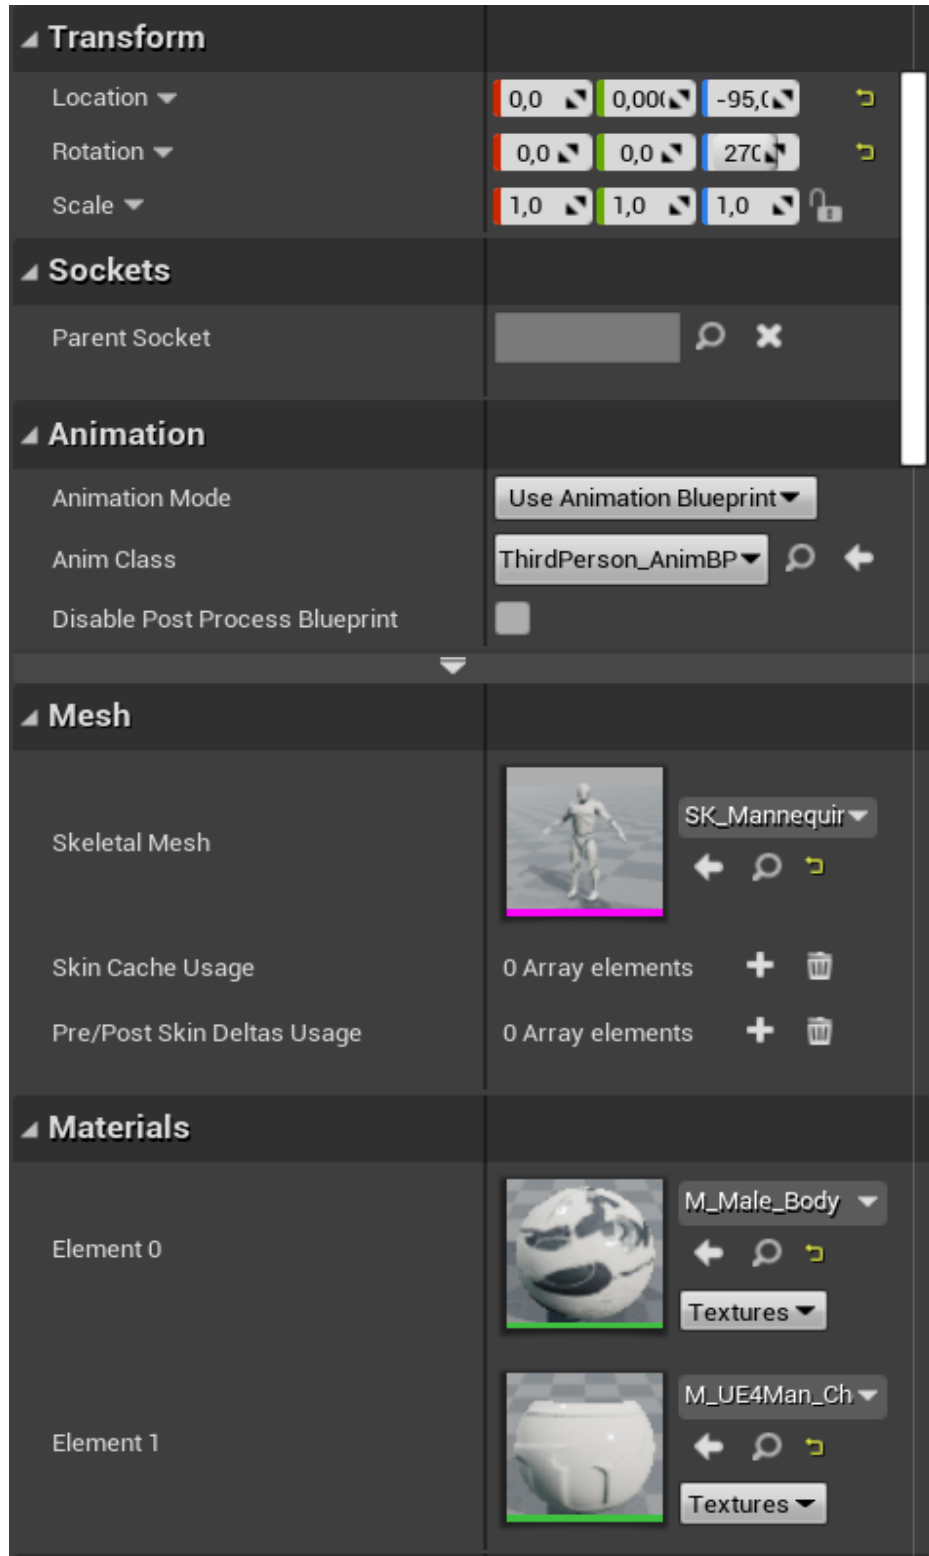 Transform
Location 0,0 0,00( -95,(
Rotation 0,0 0,0 270
Scale 1,0 1,0 1,0
Sockets
Parent Socket
Animation
Animation Mode Use Animation Blueprint
Anim Class ThirdPerson_AnimBP
Disable Post Process Blueprint
Mesh
SK_Mannequin
Skeletal Mesh
Skin Cache Usage 0 Array elements
Pre/Post Skin Deltas Usage 0 Array elements
Materials
M_Male_Body
Element 0
Textures
M_UE4Man_Ch
Element 1
Textures